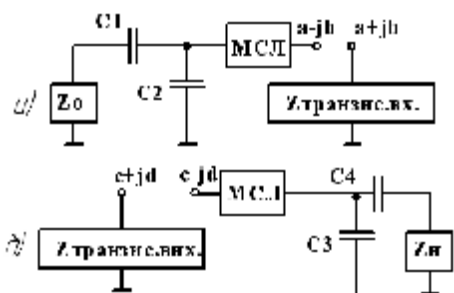 C1
МСЛ
a-jb a+jb
а)
Zo
C2
Zтранзис.вх.
c+jd c-jd
МСЛ
C4
Zтранзис.вых.
C3
Zн